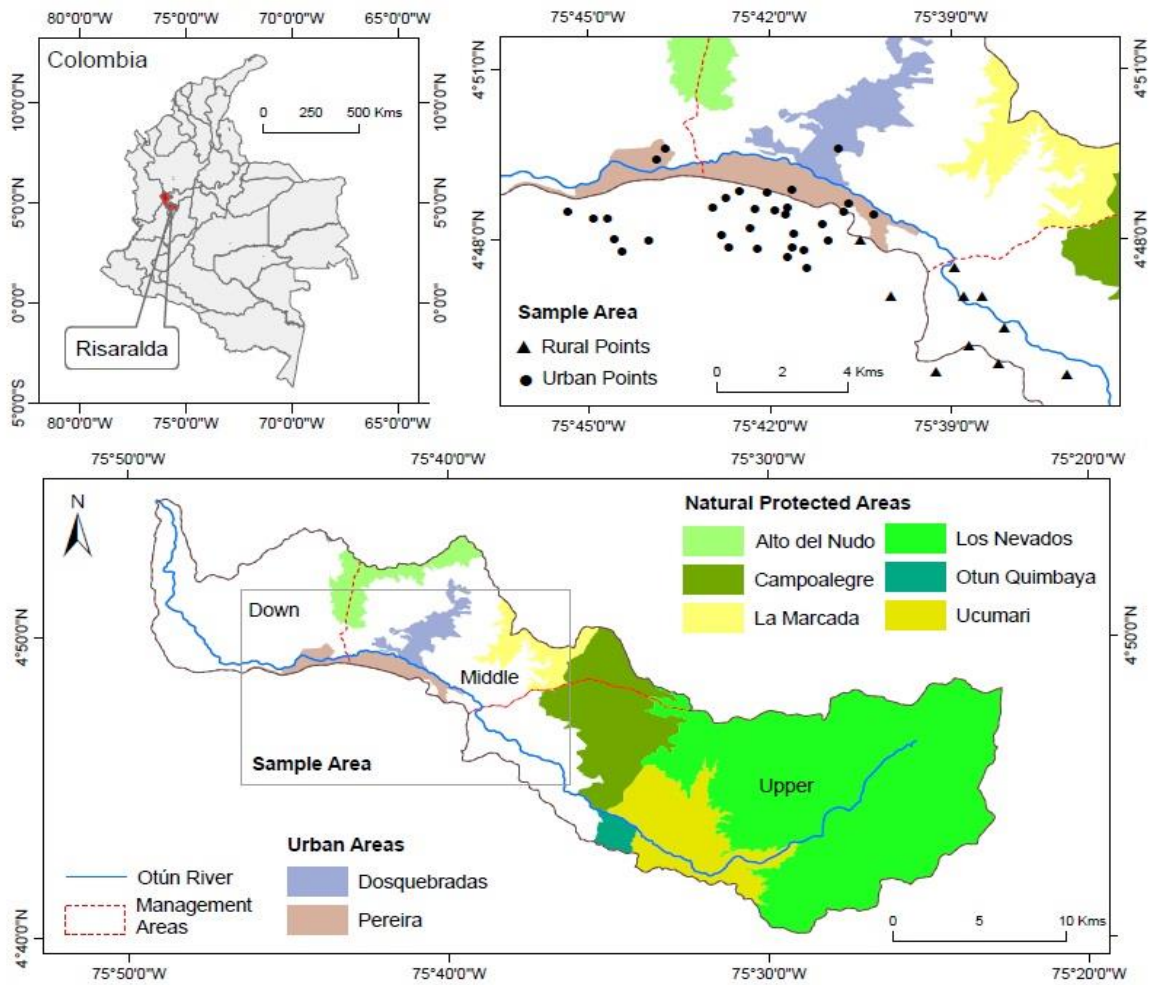 80°0'0"W 75°0'0"W 70°0'0"W 65°0'0"W
Colombia
0 250 500 Kms
10°0'0"N
5°0'0"N
0°0'0"N
5°0'0"S
10°0'0"N
5°0'0"N
0°0'0"N
5°0'0"S
Risaralda
80°0'0"W 75°0'0"W 70°0'0"W 65°0'0"W
75°45'0"W 75°42'0"W 75°39'0"W
4°51'0"N
4°48'0"N
4°51'0"N
4°48'0"N
Sample Area
Rural Points
Urban Points
0 2 4 Kms
75°45'0"W 75°42'0"W 75°39'0"W
75°50'0"W 75°40'0"W 75°30'0"W 75°20'0"W
N
Natural Protected Areas
Alto del Nudo
Campoalegre
La Marcada
Los Nevados
Otun Quimbaya
Ucumari
4°50'0"N
4°40'0"N
4°50'0"N
4°40'0"N
Down
Middle
Upper
Sample Area
Otún River
Management
Areas
Urban Areas
Dosquebradas
Pereira
0 5 10 Kms
75°50'0"W 75°40'0"W 75°30'0"W 75°20'0"W